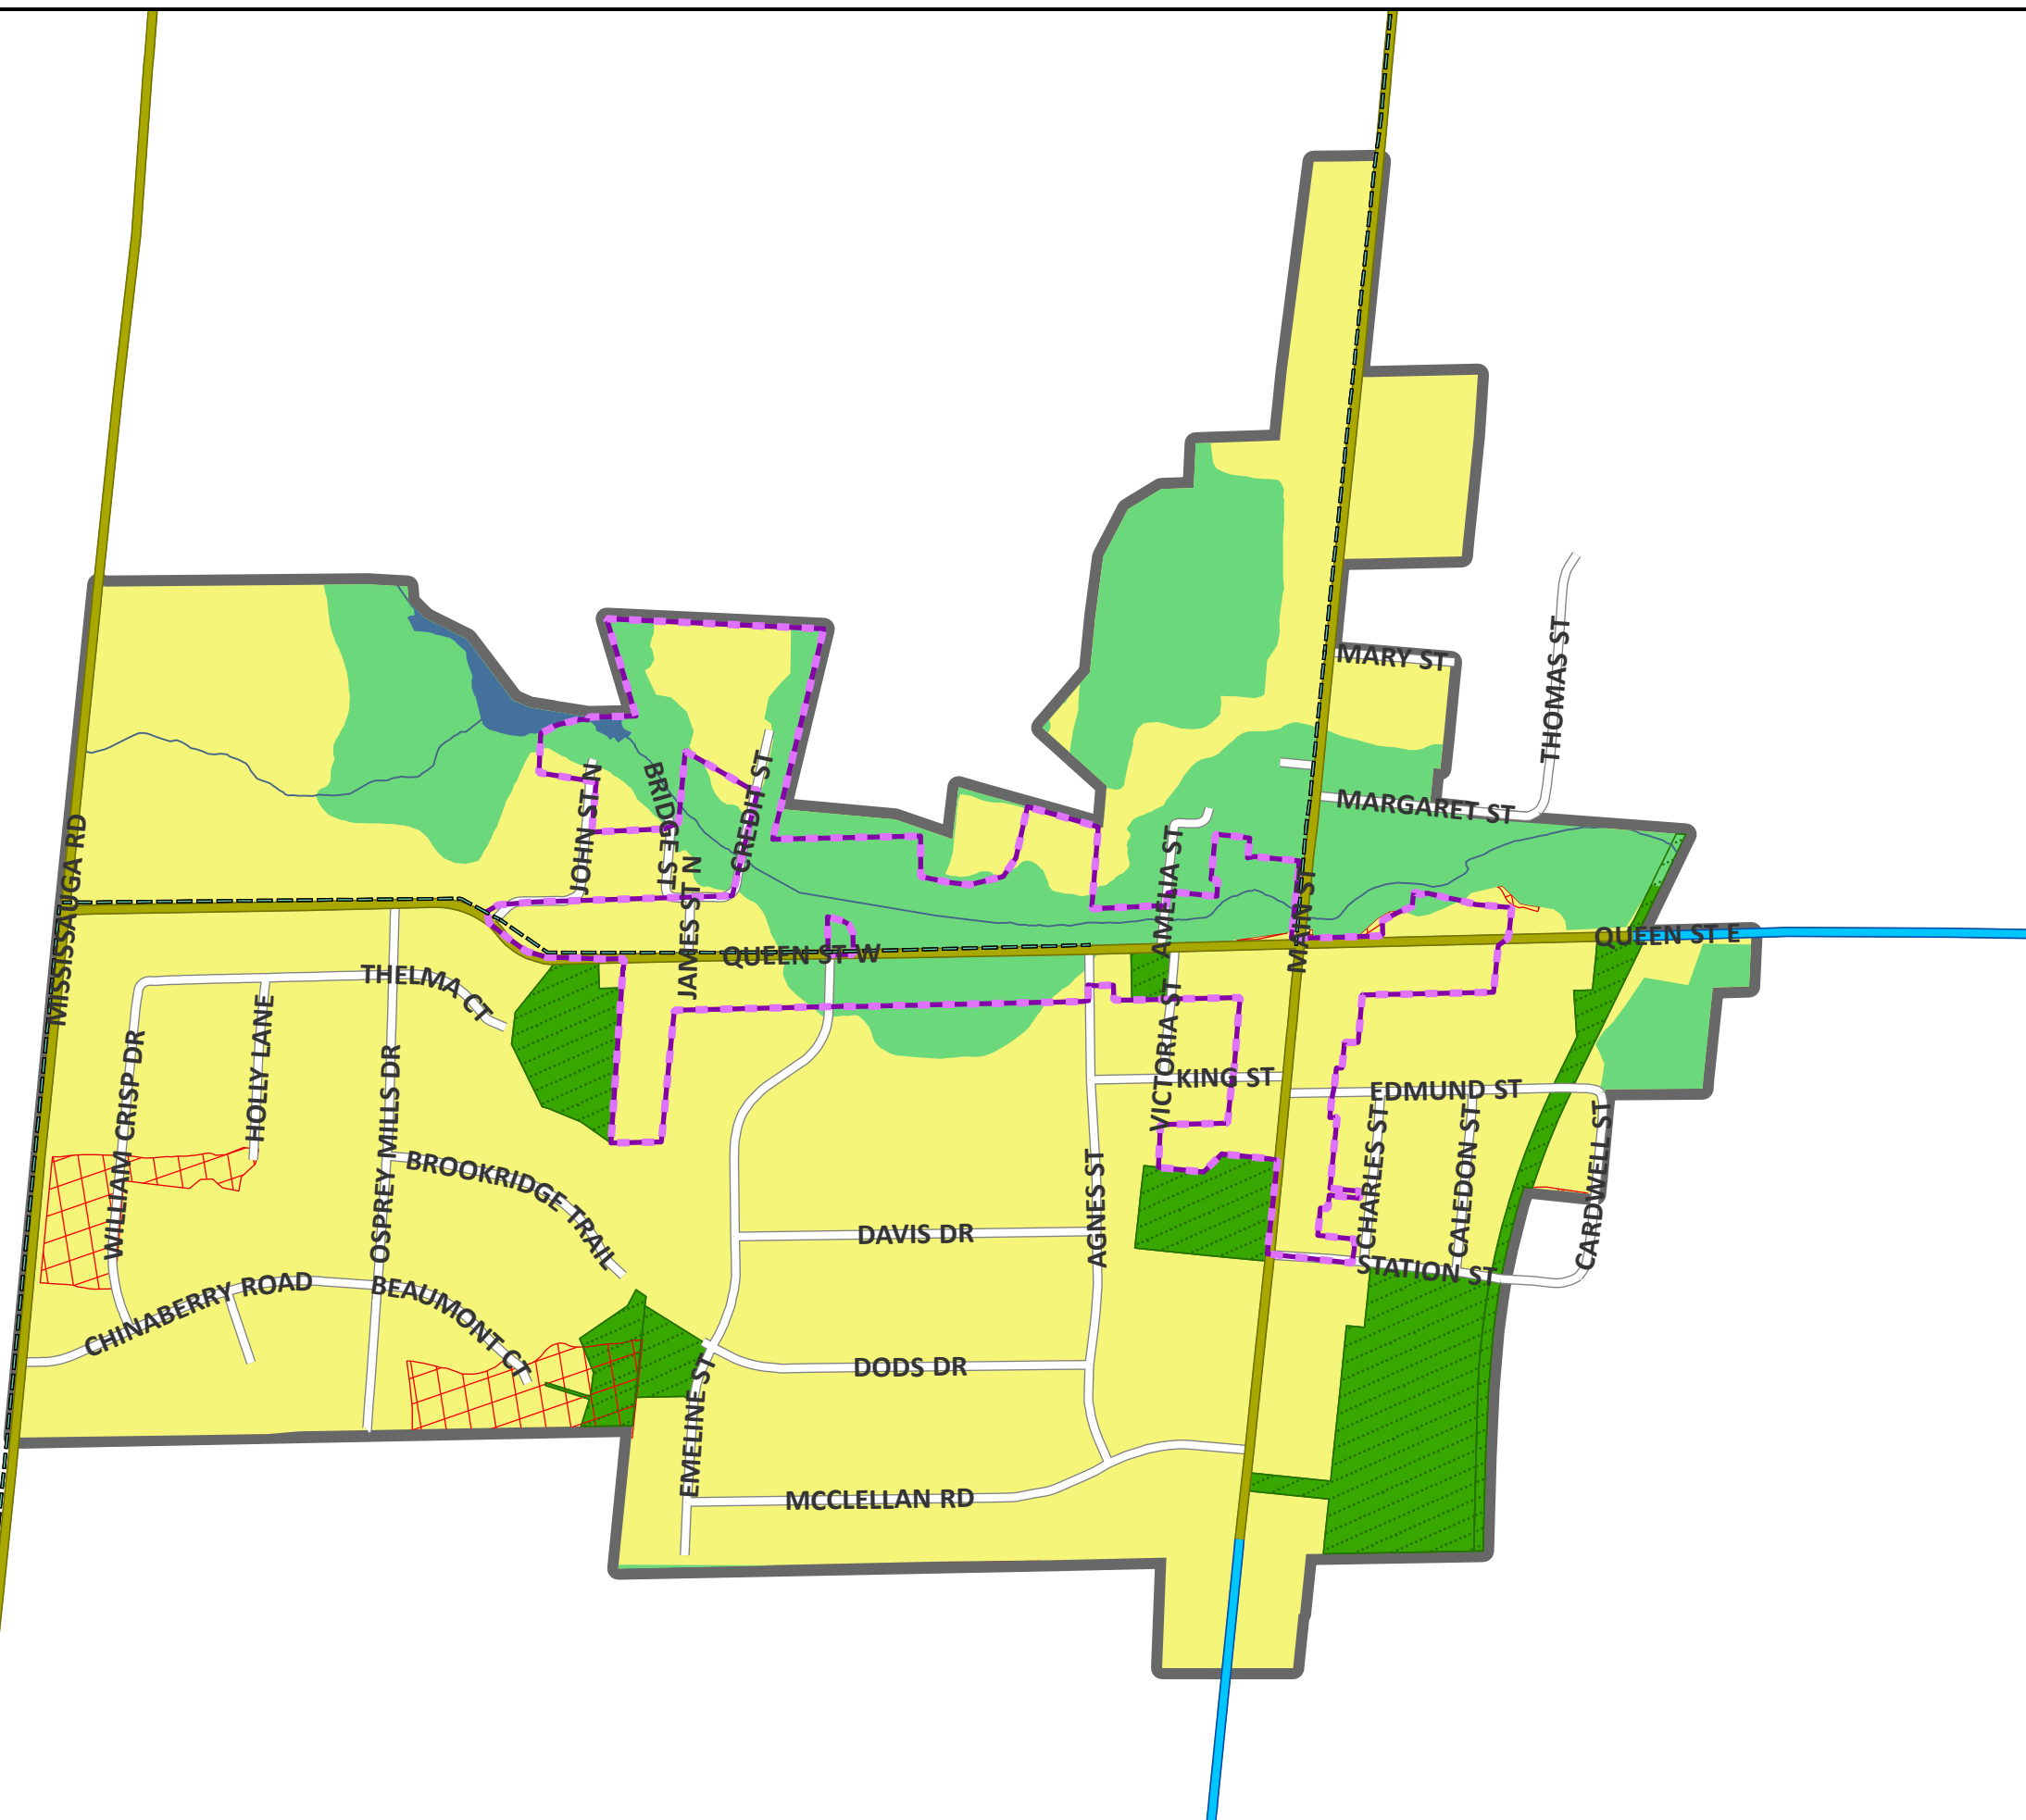 MARY ST
THOMAS ST
MARGARET ST
JOHN ST N
BRIDGE ST
CREDIT ST
JAMES ST N
AMELIA ST
MAIN ST
MISSISSAUGA RD
QUEEN ST W
QUEEN ST E
THELMA CT
WILLIAM CRISP DR
HOLLY LANE
OSPREY MILLS DR
VICTORIA ST
KING ST
EDMUND ST
CHARLES ST
CALEDON ST
CARDWELL ST
BROOKRIDGE TRAIL
AGNES ST
DAVIS DR
STATION ST
CHINABERRY ROAD
BEAUMONT CT
EMELINE ST
DODS DR
MCCLELLAN RD